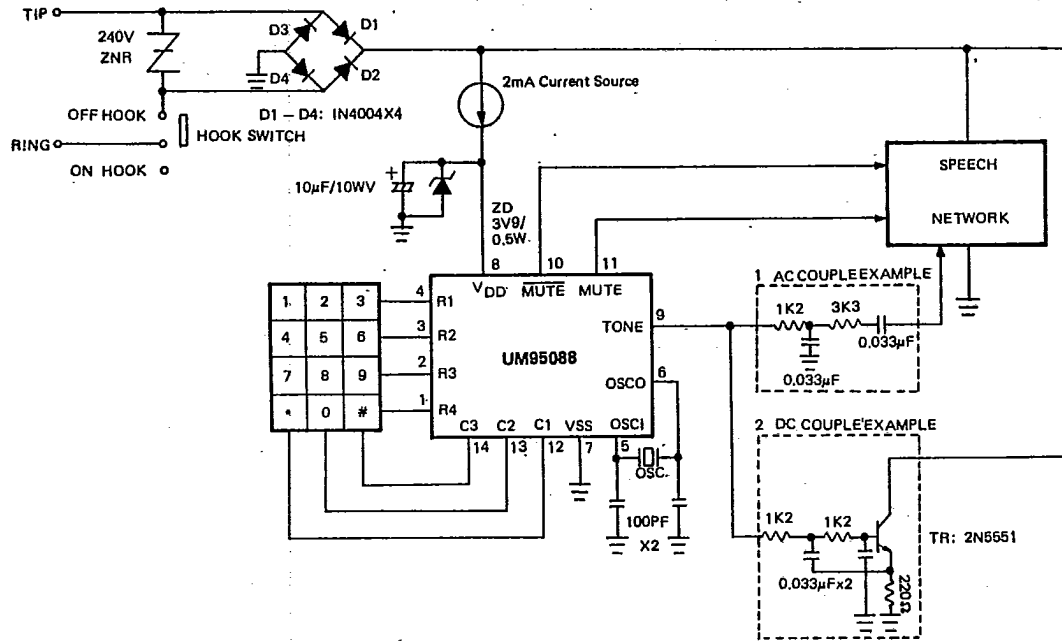 TIP
240V
ZNR
D3
D1
D4
D2
OFF HOOK
D1 – D4: IN4004X4
HOOK SWITCH
RING
ON HOOK
2mA Current Source
10μF/10WV
+
ZD
3V9/
0.5W
SPEECH
NETWORK
8
10
11
VDD
MUTE
MUTE
1 2 3
4 5 6
7 8 9
* 0 #
4 R1
3 R2
2 R3
1 R4
UM95088
TONE 9
OSCO 6
C3 C2 C1 VSS OSCI
14 13 12 7 5
OSC.
100PF
X2
1 AC COUPLE EXAMPLE
1K2
3K3
0.033μF
0.033μF
2 DC COUPLE EXAMPLE
1K2
1K2
0.033μFx2
220Ω
TR: 2N5551